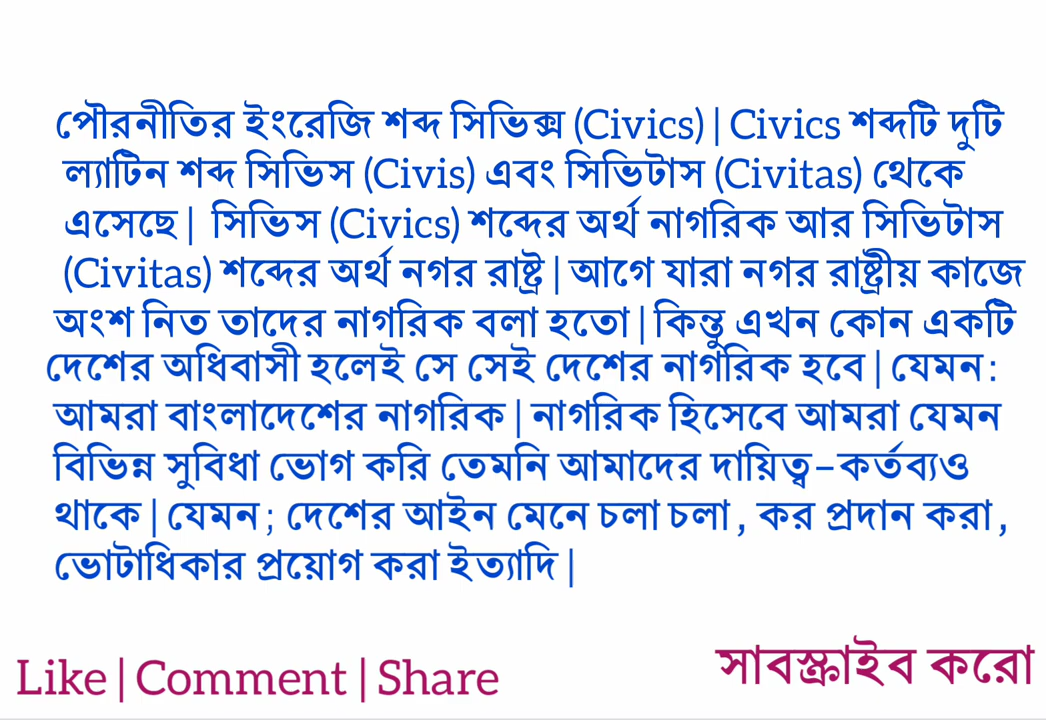 পৌরনীতির ইংরেজি শব্দ সিভিক্স (Civics) | Civics শব্দটি দুটি
ল্যাটিন শব্দ সিভিস (Civis) এবং সিভিটাস (Civitas) থেকে
এসেছে | সিভিস (Civics) শব্দের অর্থ নাগরিক আর সিভিটাস
(Civitas) শব্দের অর্থ নগর রাষ্ট্র | আগে যারা নগর রাষ্ট্রীয় কাজে
অংশ নিত তাদের নাগরিক বলা হতো | কিন্তু এখন কোন একটি
দেশের অধিবাসী হলেই সে সেই দেশের নাগরিক হবে | যেমন:
আমরা বাংলাদেশের নাগরিক | নাগরিক হিসেবে আমরা যেমন
বিভিন্ন সুবিধা ভোগ করি তেমনি আমাদের দায়িত্ব-কর্তব্যও
থাকে | যেমন; দেশের আইন মেনে চলা চলা, কর প্রদান করা,
ভোটাধিকার প্রয়োগ করা ইত্যাদি |
Like | Comment | Share
সাবস্ক্রাইব করো